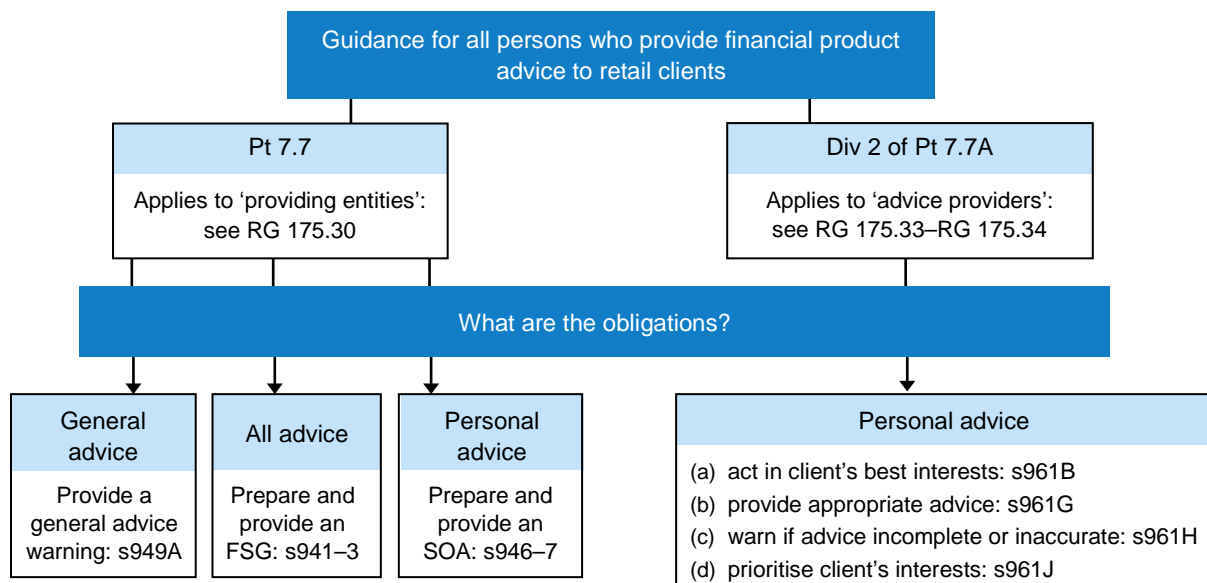 Guidance for all persons who provide financial product
advice to retail clients
Pt 7.7
Applies to ‘providing entities’:
see RG 175.30
Div 2 of Pt 7.7A
Applies to ‘advice providers’:
see RG 175.33–RG 175.34
What are the obligations?
General
advice
Provide a
general advice
warning: s949A
All advice
Prepare and
provide an
FSG: s941–3
Personal
advice
Prepare and
provide an
SOA: s946–7
Personal advice
(a) act in client’s best interests: s961B
(b) provide appropriate advice: s961G
(c) warn if advice incomplete or inaccurate: s961H
(d) prioritise client’s interests: s961J